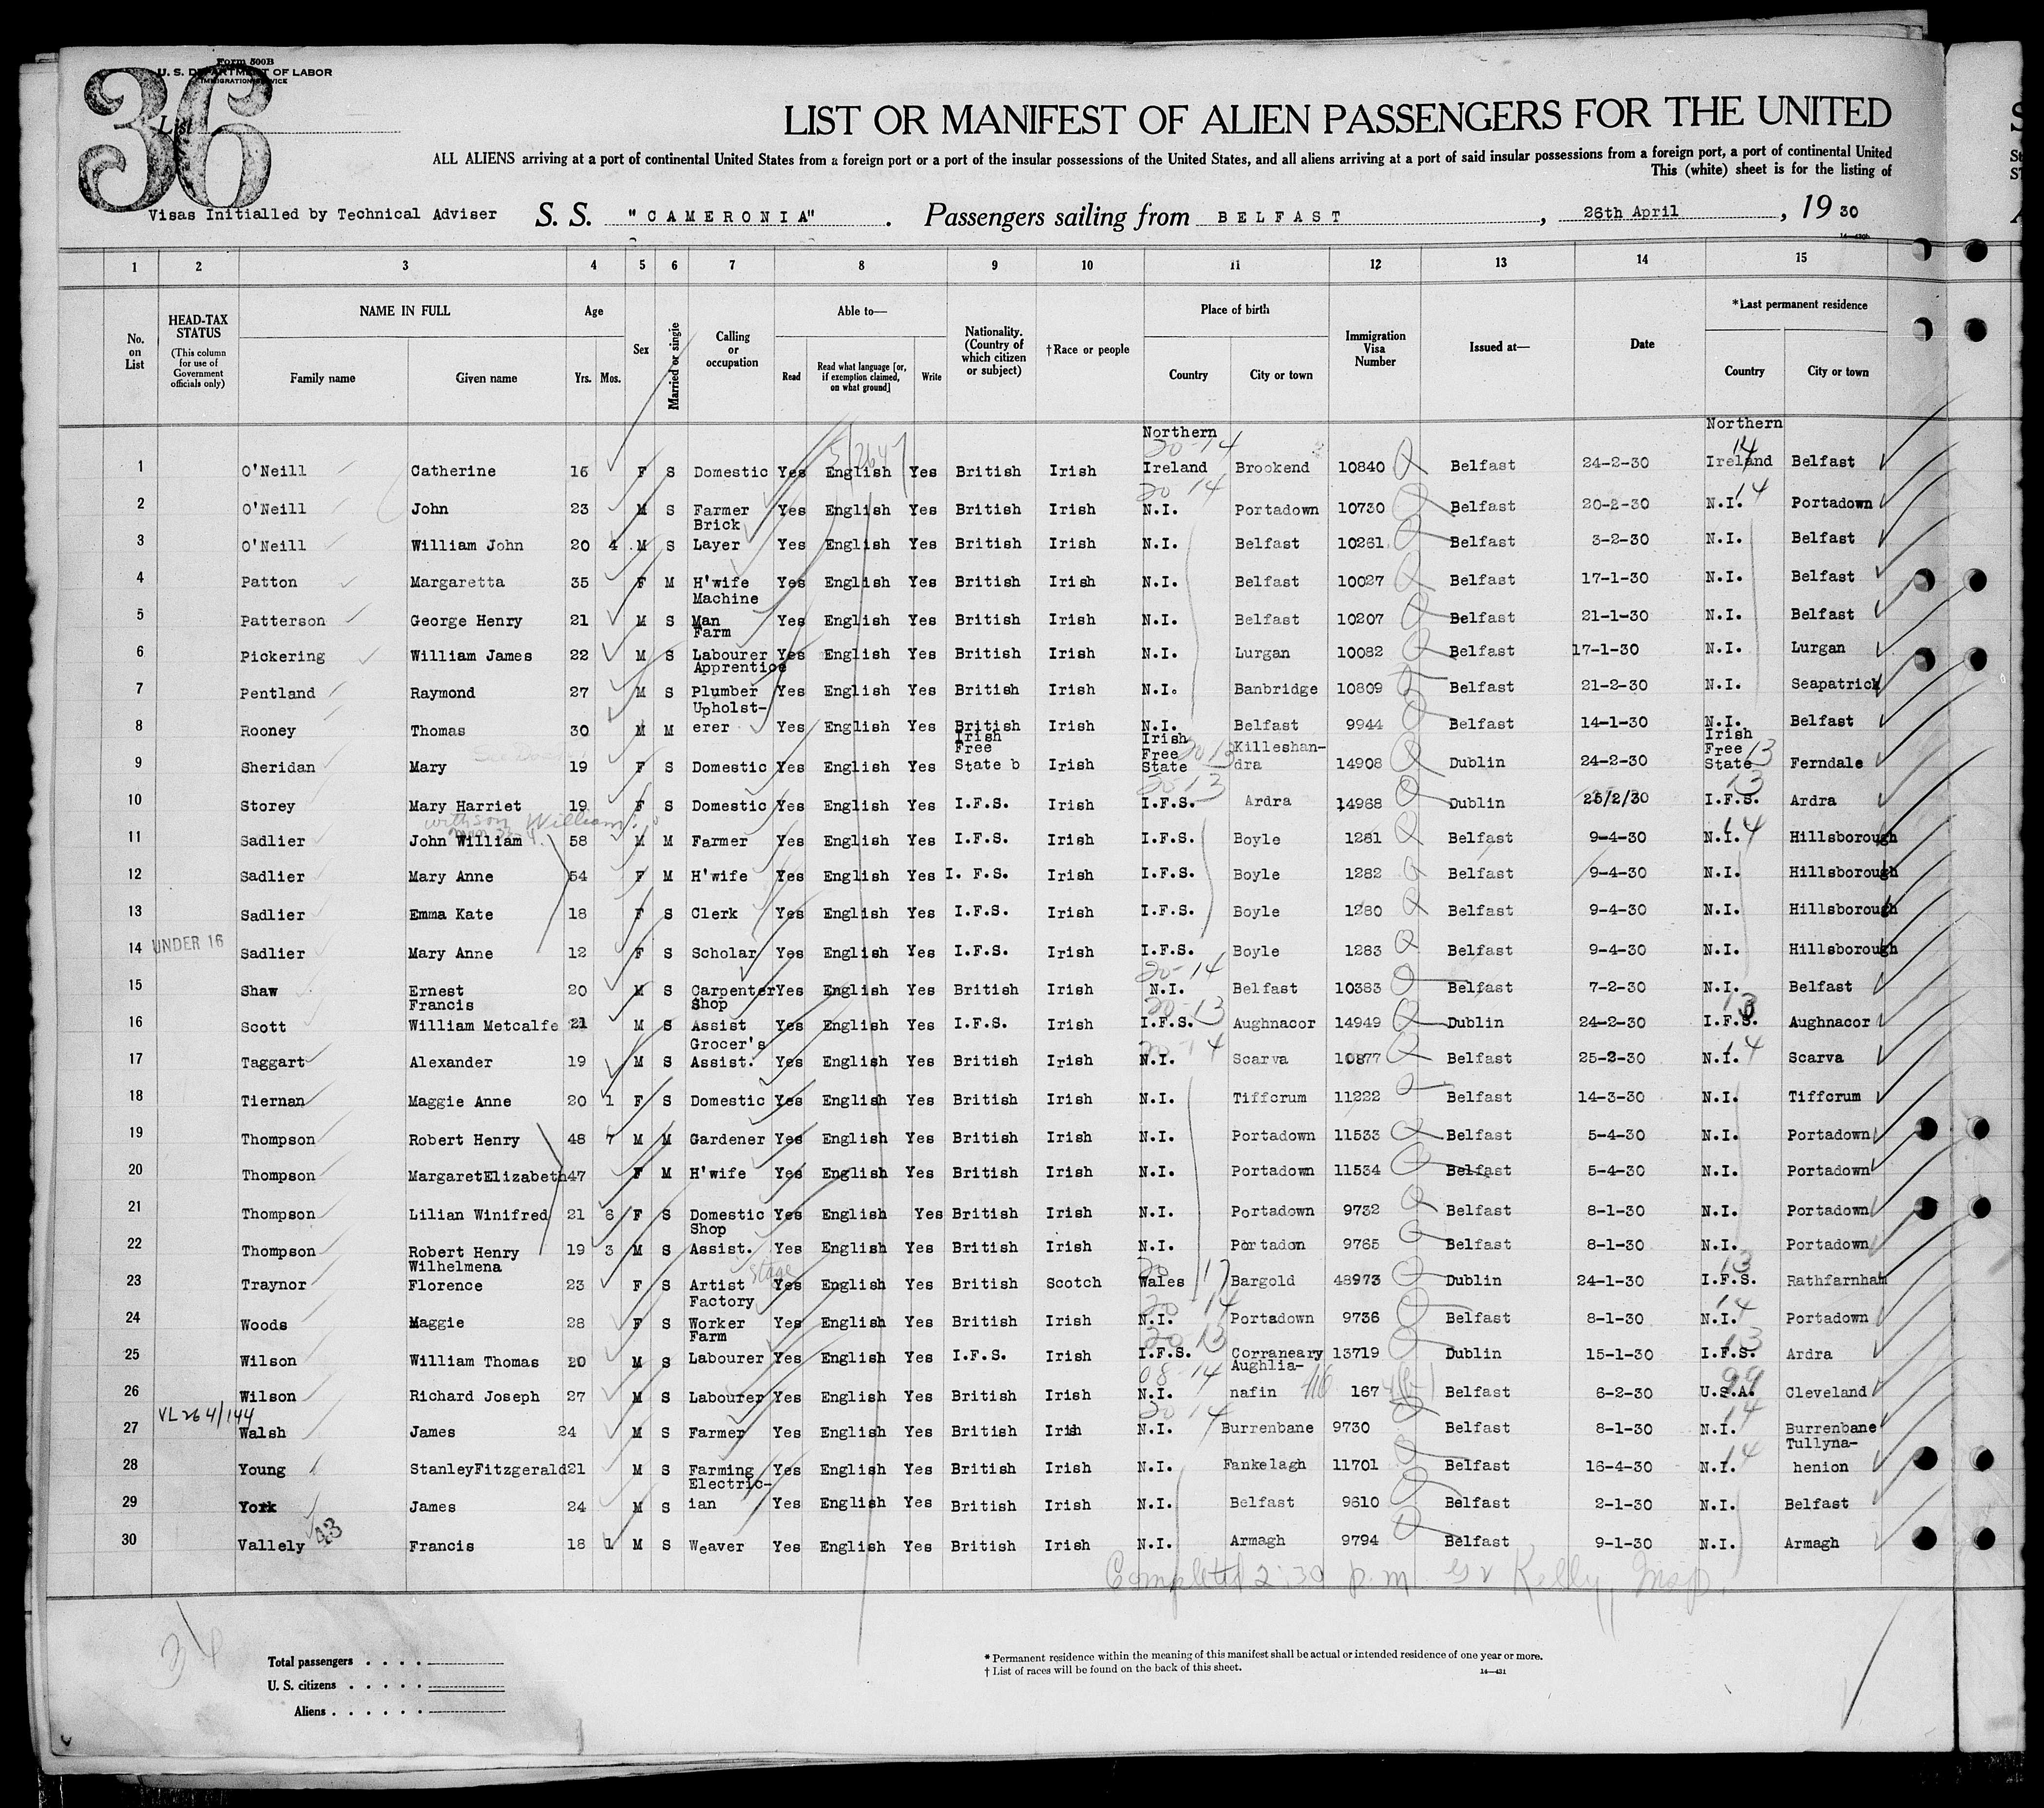 36
Form 500B
U. S. DEPARTMENT OF LABOR
IMMIGRATION SERVICE
List
LIST OR MANIFEST OF ALIEN PASSENGERS FOR THE UNITED
ALL ALIENS arriving at a port of continental United States from a foreign port or a port of the insular possessions of the United States, and all aliens arriving at a port of said insular possessions from a foreign port, a port of continental United
This (white) sheet is for the listing of
Visas Initialled by Technical Adviser S. S. "CAMERONIA". Passengers sailing from BELFAST, 26th April, 19 30
1 2 3 4 5 6 7 8 9 10 11 12 13 14 15
No. on List HEAD-TAX STATUS (This column for use of Government officials only) NAME IN FULL Family name Given name Age Yrs. Mos. Sex Married or single Calling or occupation Able to— Read Read what language [or, if exemption claimed, on what ground] Write Nationality. (Country of which citizen or subject) †Race or people Place of birth Country City or town Immigration Visa Number Issued at— Date *Last permanent residence Country City or town
1 O'Neill Catherine 16 F S Domestic Yes English Yes British Irish Northern Ireland Brookend 10840 Belfast 24-2-30 Northern Ireland Belfast
2 O'Neill John 23 M S Farmer Yes English Yes British Irish N.I. Portadown 10730 Belfast 20-2-30 N.I. Portadown
3 O'Neill William John 20 4 M S Brick Layer Yes English Yes British Irish N.I. Belfast 10261 Belfast 3-2-30 N.I. Belfast
4 Patton Margaretta 35 F M H'wife Yes English Yes British Irish N.I. Belfast 10027 Belfast 17-1-30 N.I. Belfast
5 Patterson George Henry 21 M S Machine Man Yes English Yes British Irish N.I. Belfast 10207 Belfast 21-1-30 N.I. Belfast
6 Pickering William James 22 M S Farm Labourer Yes English Yes British Irish N.I. Lurgan 10082 Belfast 17-1-30 N.I. Lurgan
7 Pentland Raymond 27 M S Apprentice Plumber Yes English Yes British Irish N.I. Banbridge 10809 Belfast 21-2-30 N.I. Seapatrick
8 Rooney Thomas 30 M M Upholst-erer Yes English Yes British Irish N.I. Belfast 9944 Belfast 14-1-30 N.I. Belfast
9 Sheridan Mary 19 F S Domestic Yes English Yes Irish Free State b Irish Irish Free State Killeshan-dra 14908 Dublin 24-2-30 Irish Free State Ferndale
10 Storey Mary Harriet 19 F S Domestic Yes English Yes I.F.S. Irish I.F.S. Ardra 14968 Dublin 25/2/30 I.F.S. Ardra
with son William
11 Sadlier John William 58 M M Farmer Yes English Yes I.F.S. Irish I.F.S. Boyle 1281 Belfast 9-4-30 N.I. Hillsborough
12 Sadlier Mary Anne 54 F M H'wife Yes English Yes I. F.S. Irish I.F.S. Boyle 1282 Belfast 9-4-30 N.I. Hillsborough
13 Sadlier Emma Kate 18 F S Clerk Yes English Yes I.F.S. Irish I.F.S. Boyle 1280 Belfast 9-4-30 N.I. Hillsborough
14 UNDER 16 Sadlier Mary Anne 12 F S Scholar Yes English Yes I.F.S. Irish I.F.S. Boyle 1283 Belfast 9-4-30 N.I. Hillsborough
15 Shaw Ernest 20 M S Carpenter Yes English Yes British Irish N.I. Belfast 10383 Belfast 7-2-30 N.I. Belfast
16 Scott Francis William Metcalfe 21 M S Shop Assist Yes English Yes I.F.S. Irish I.F.S. Aughnacor 14949 Dublin 24-2-30 I.F.S. Aughnacor
17 Taggart Alexander 19 M S Grocer's Assist. Yes English Yes British Irish N.I. Scarva 10877 Belfast 25-2-30 N.I. Scarva
18 Tiernan Maggie Anne 20 1 F S Domestic Yes English Yes British Irish N.I. Tiffcrum 11222 Belfast 14-3-30 N.I. Tiffcrum
19 Thompson Robert Henry 48 7 M M Gardener Yes English Yes British Irish N.I. Portadown 11533 Belfast 5-4-30 N.I. Portadown
20 Thompson MargaretElizabeth 47 F M H'wife Yes English Yes British Irish N.I. Portadown 11534 Belfast 5-4-30 N.I. Portadown
21 Thompson Lilian Winifred 21 6 F S Domestic Yes English Yes British Irish N.I. Portadown 9732 Belfast 8-1-30 N.I. Portadown
22 Thompson Robert Henry 19 3 M S Shop Assist. Yes English Yes British Irish N.I. Portadon 9765 Belfast 8-1-30 N.I. Portadown
23 Traynor Wilhelmena Florence 23 F S Artist stage Yes English Yes British Scotch Wales Bargold 48973 Dublin 24-1-30 I.F.S. Rathfarnham
24 Woods Maggie 28 F S Factory Worker Yes English Yes British Irish N.I. Portadown 9736 Belfast 8-1-30 N.I. Portadown
25 Wilson William Thomas 20 M S Farm Labourer Yes English Yes I.F.S. Irish I.F.S. Corraneary 13719 Dublin 15-1-30 I.F.S. Ardra
26 Wilson Richard Joseph 27 M S Labourer Yes English Yes British Irish N.I. Aughlia-nafin 167 Belfast 6-2-30 U.S.A. Cleveland
27 VL264/144 Walsh James 24 M S Farmer Yes English Yes British Irish N.I. Burrenbane 9730 Belfast 8-1-30 N.I. Burrenbane
28 Young StanleyFitzgerald 21 M S Farming Yes English Yes British Irish N.I. Fankelagh 11701 Belfast 16-4-30 N.I. Tullyna-henion
29 York James 24 M S Electric-ian Yes English Yes British Irish N.I. Belfast 9610 Belfast 2-1-30 N.I. Belfast
30 Vallely Francis 18 1 M S Weaver Yes English Yes British Irish N.I. Armagh 9794 Belfast 9-1-30 N.I. Armagh
Completed 2:30 p.m. Kelly, Insp.
Total passengers
U. S. citizens
Aliens
* Permanent residence within the meaning of this manifest shall be actual or intended residence of one year or more.
† List of races will be found on the back of this sheet. 14—431